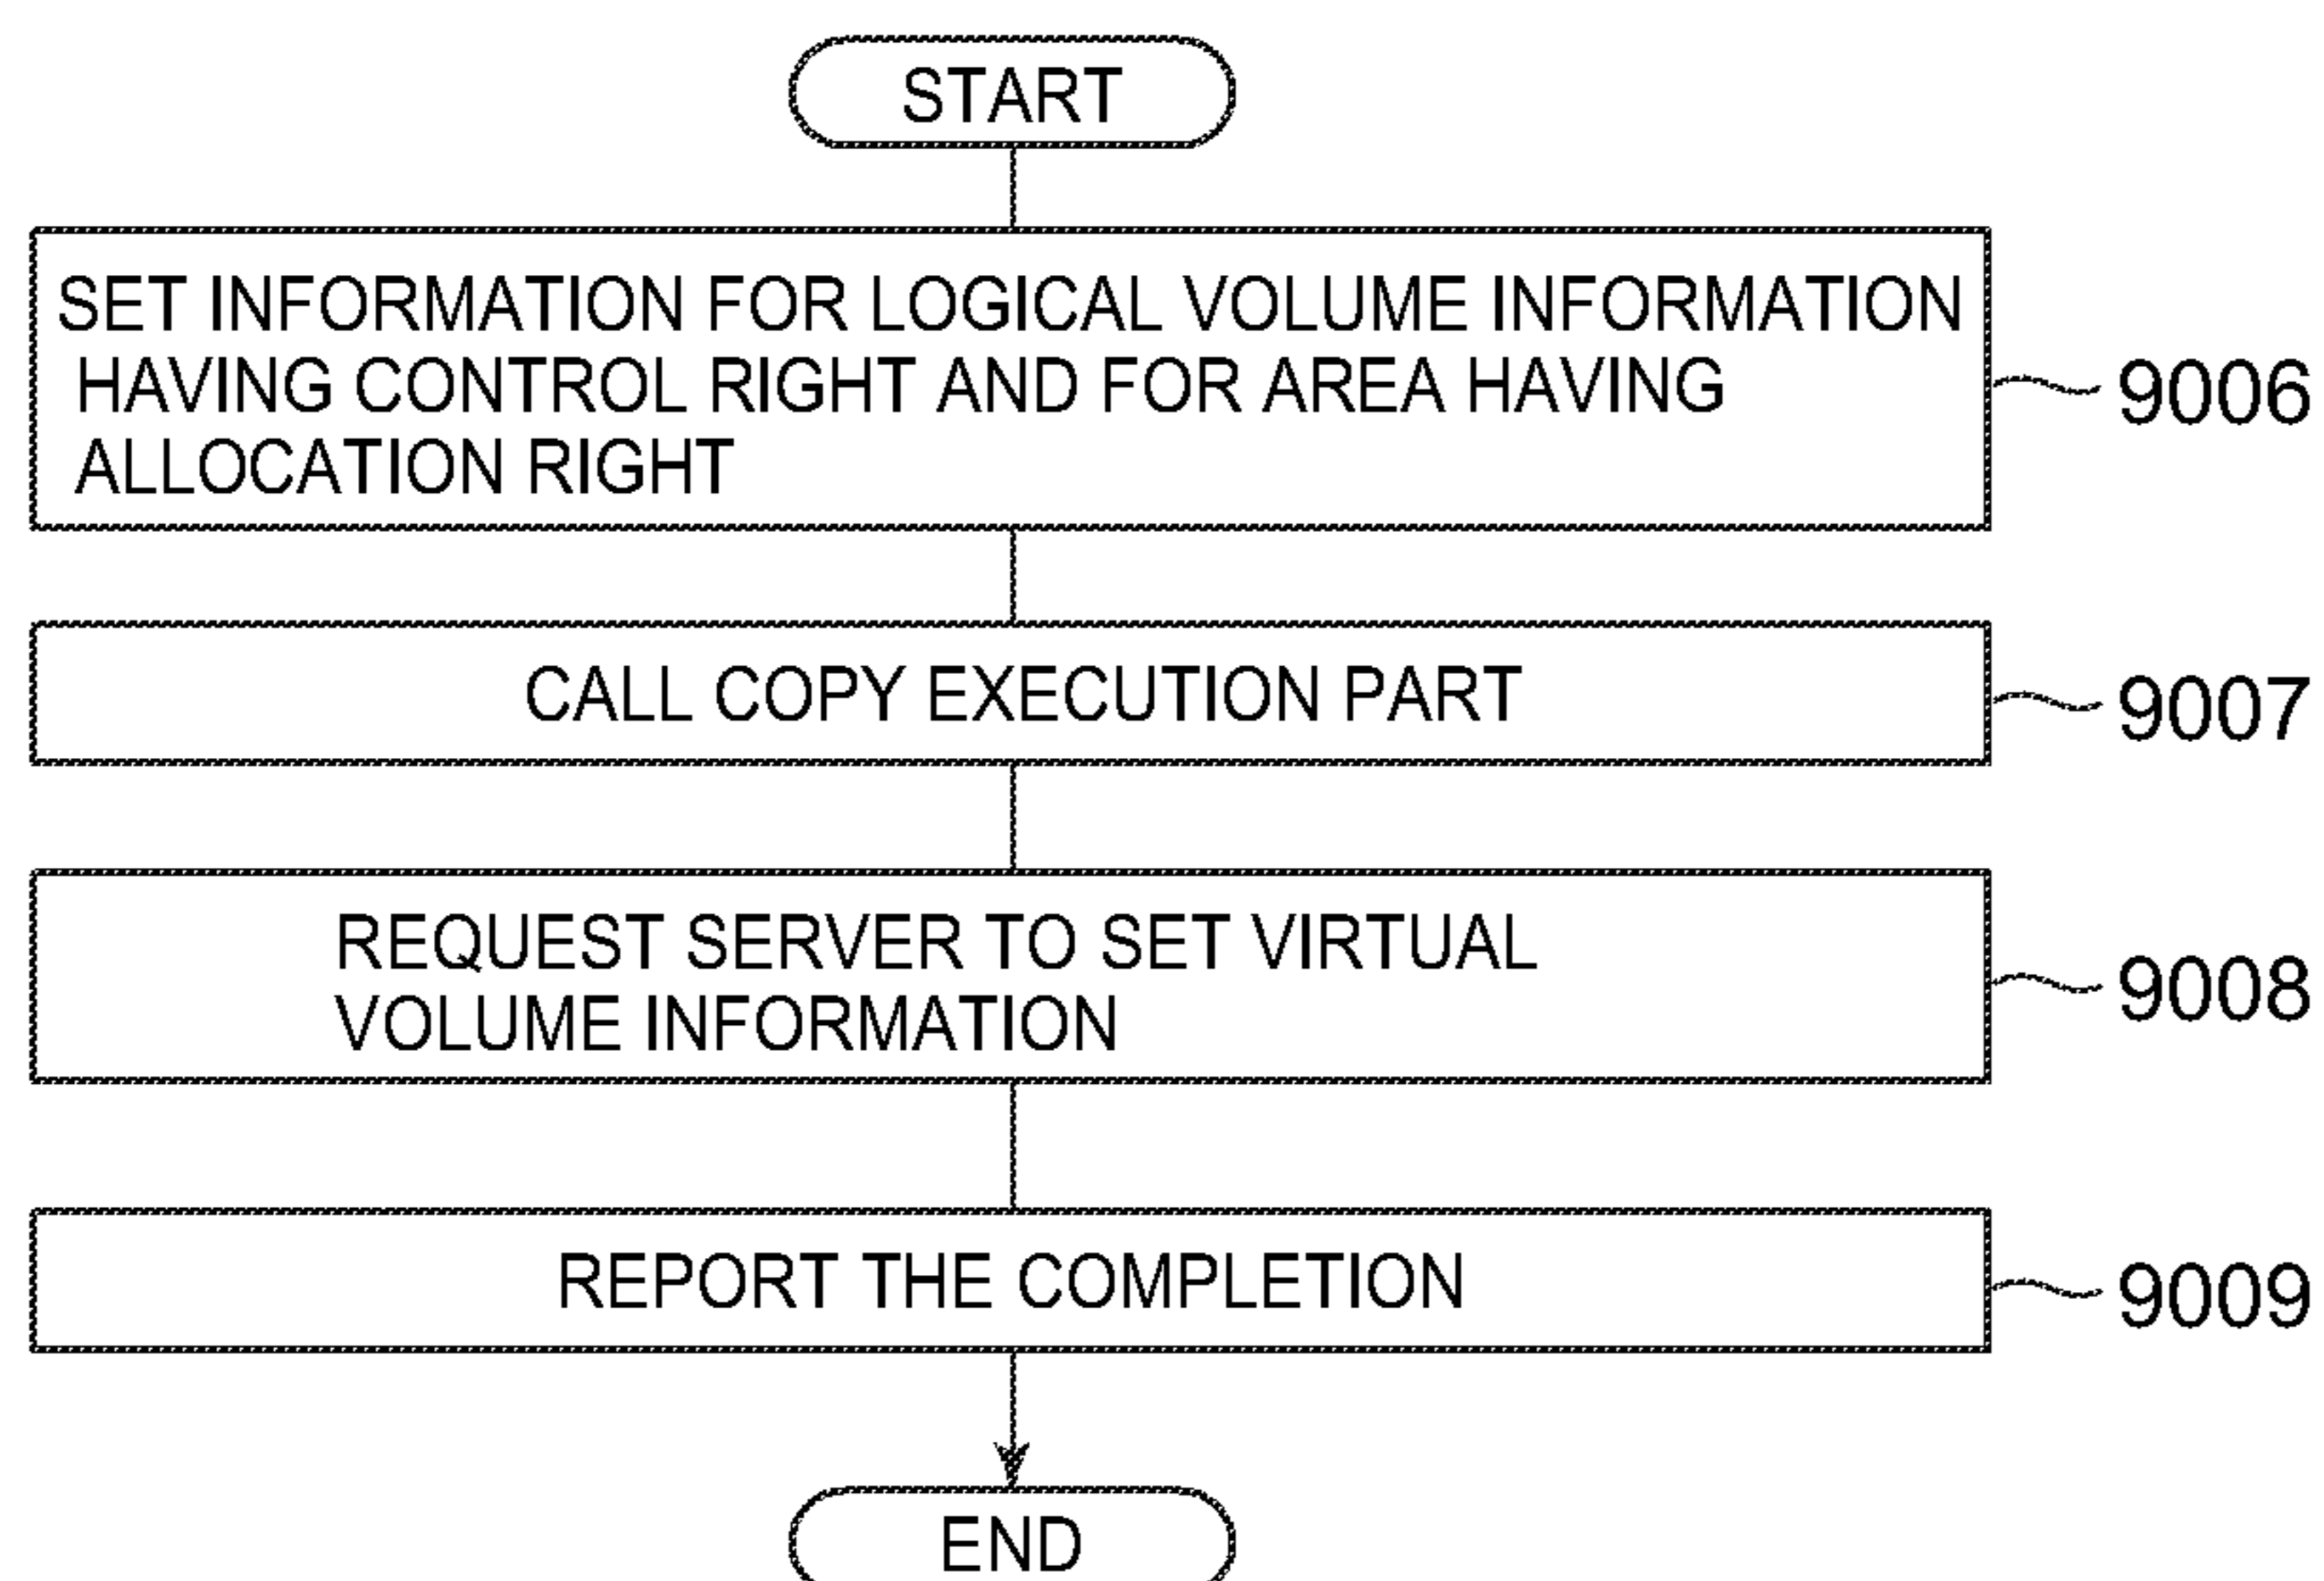 START
SET INFORMATION FOR LOGICAL VOLUME INFORMATION
HAVING CONTROL RIGHT AND FOR AREA HAVING
ALLOCATION RIGHT
9006
CALL COPY EXECUTION PART
9007
REQUEST SERVER TO SET VIRTUAL
VOLUME INFORMATION
9008
REPORT THE COMPLETION
9009
END